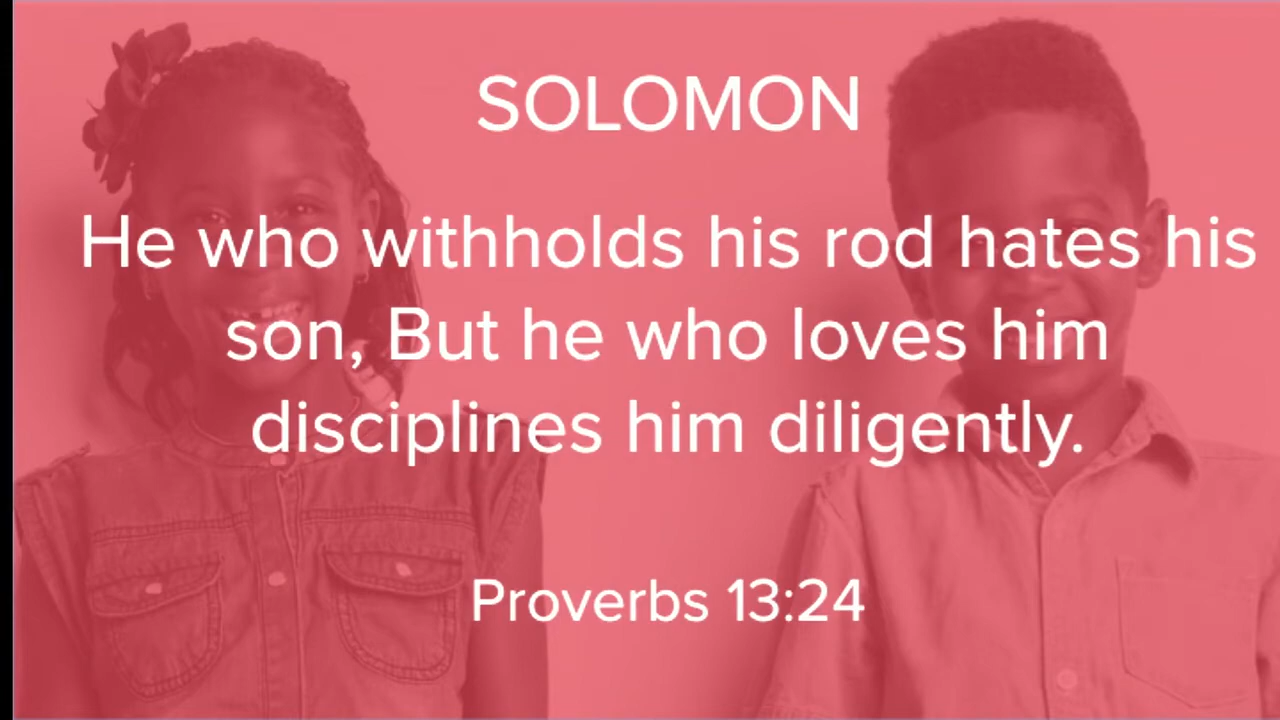 SOLOMON
He who withholds his rod hates his
son, But he who loves him
disciplines him diligently.
Proverbs 13:24